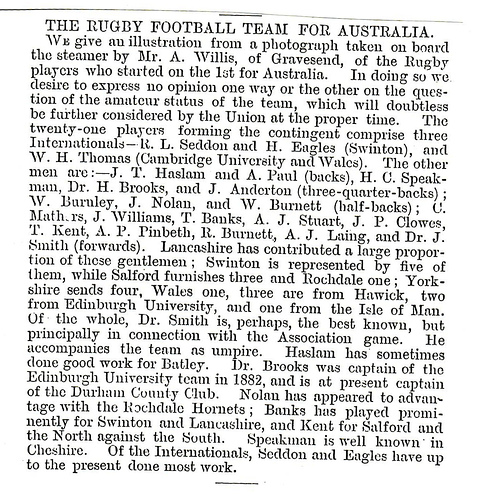 THE RUGBY FOOTBALL TEAM FOR AUSTRALIA.
WE give an illustration from a photograph taken on board
the steamer by Mr. A. Willis, of Gravesend, of the Rugby
players who started on the 1st for Australia. In doing so we
desire to express no opinion one way or the other on the ques-
tion of the amateur status of the team, which will doubtless
be further considered by the Union at the proper time. The
twenty-one players forming the contingent comprise three
Internationals—R. L. Seddon and H. Eagles (Swinton), and
W. H. Thomas (Cambridge University and Wales). The other
men are:—J. T. Haslam and A. Paul (backs), H. C. Speak-
man, Dr. H. Brooks, and J. Anderton (three-quarter-backs);
W. Burnley, J. Nolan, and W. Burnett (half-backs); C.
Mathers, J. Williams, T. Banks, A. J. Stuart, J. P. Clowes,
T. Kent, A. P. Pinbeth, R. Burnett, A. J. Laing, and Dr. J.
Smith (forwards). Lancashire has contributed a large propor-
tion of these gentlemen; Swinton is represented by five of
them, while Salford furnishes three and Rochdale one; York-
shire sends four, Wales one, three are from Hawick, two
from Edinburgh University, and one from the Isle of Man.
Of the whole, Dr. Smith is, perhaps, the best known, but
principally in connection with the Association game. He
accompanies the team as umpire. Haslam has sometimes
done good work for Batley. Dr. Brooks was captain of the
Edinburgh University team in 1882, and is at present captain
of the Durham County Club. Nolan has appeared to advan-
tage with the Rochdale Hornets; Banks has played promi-
nently for Swinton and Lancashire, and Kent for Salford and
the North against the South. Speakman is well known in
Cheshire. Of the Internationals, Seddon and Eagles have up
to the present done most work.